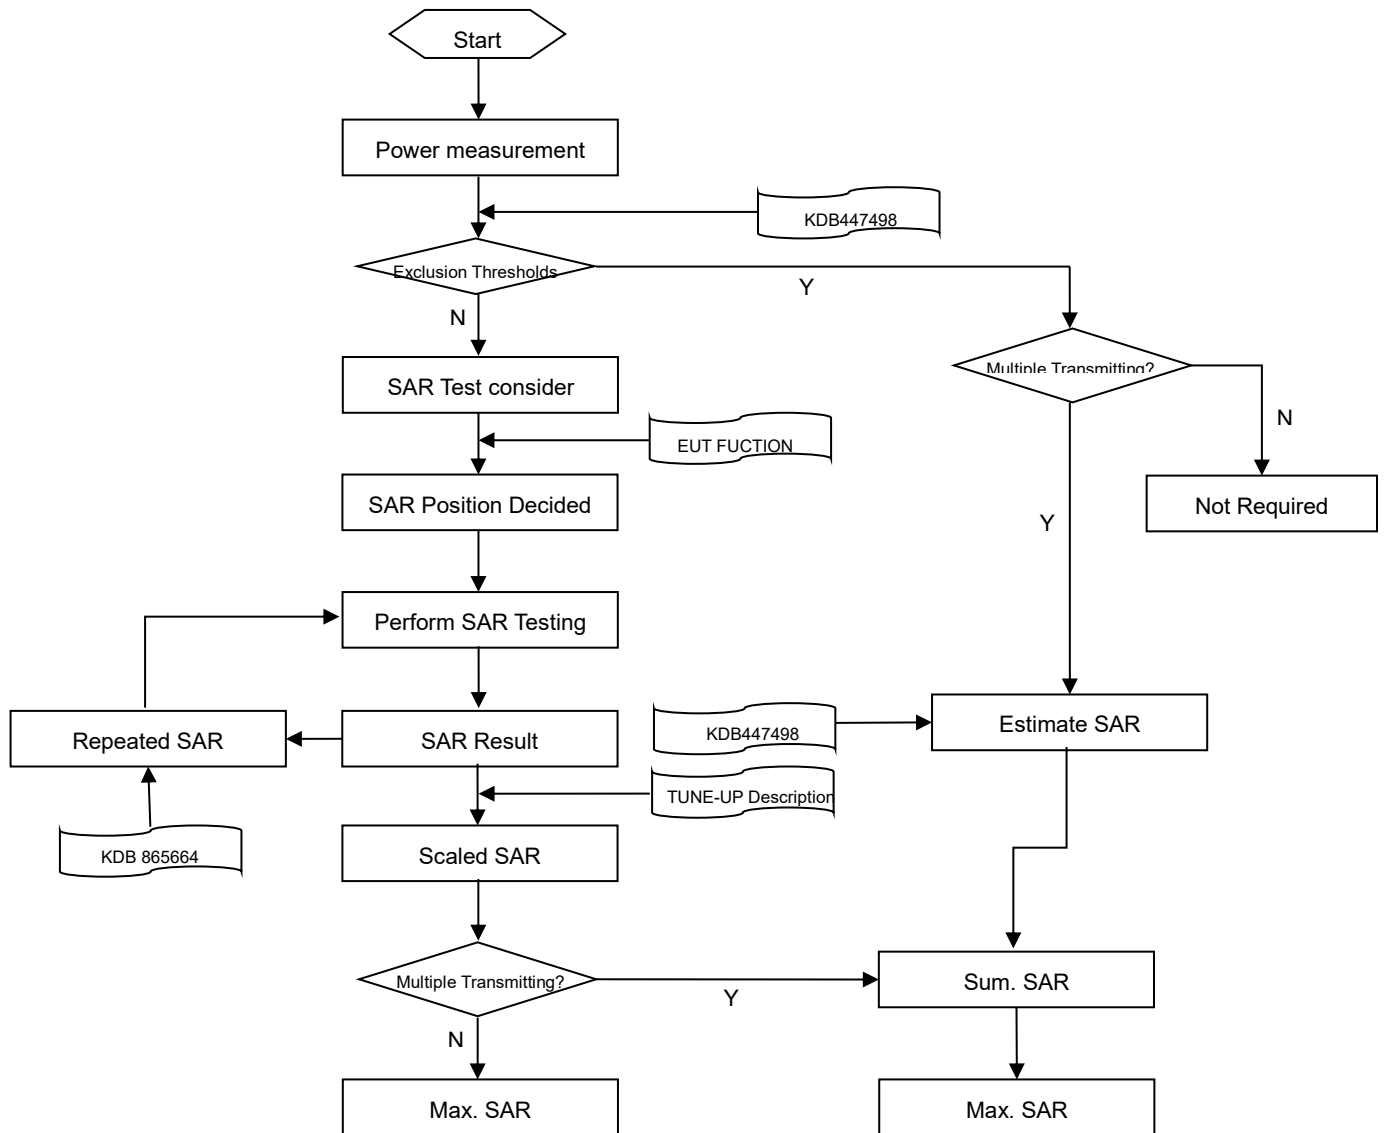 Start
Power measurement
KDB447498
Exclusion Thresholds
Y
N
Multiple Transmitting?
SAR Test consider
N
EUT FUCTION
SAR Position Decided
Not Required
Y
Perform SAR Testing
Repeated SAR
SAR Result
KDB447498
Estimate SAR
TUNE-UP Description
KDB 865664
Scaled SAR
Multiple Transmitting?
Y
Sum. SAR
N
Max. SAR
Max. SAR